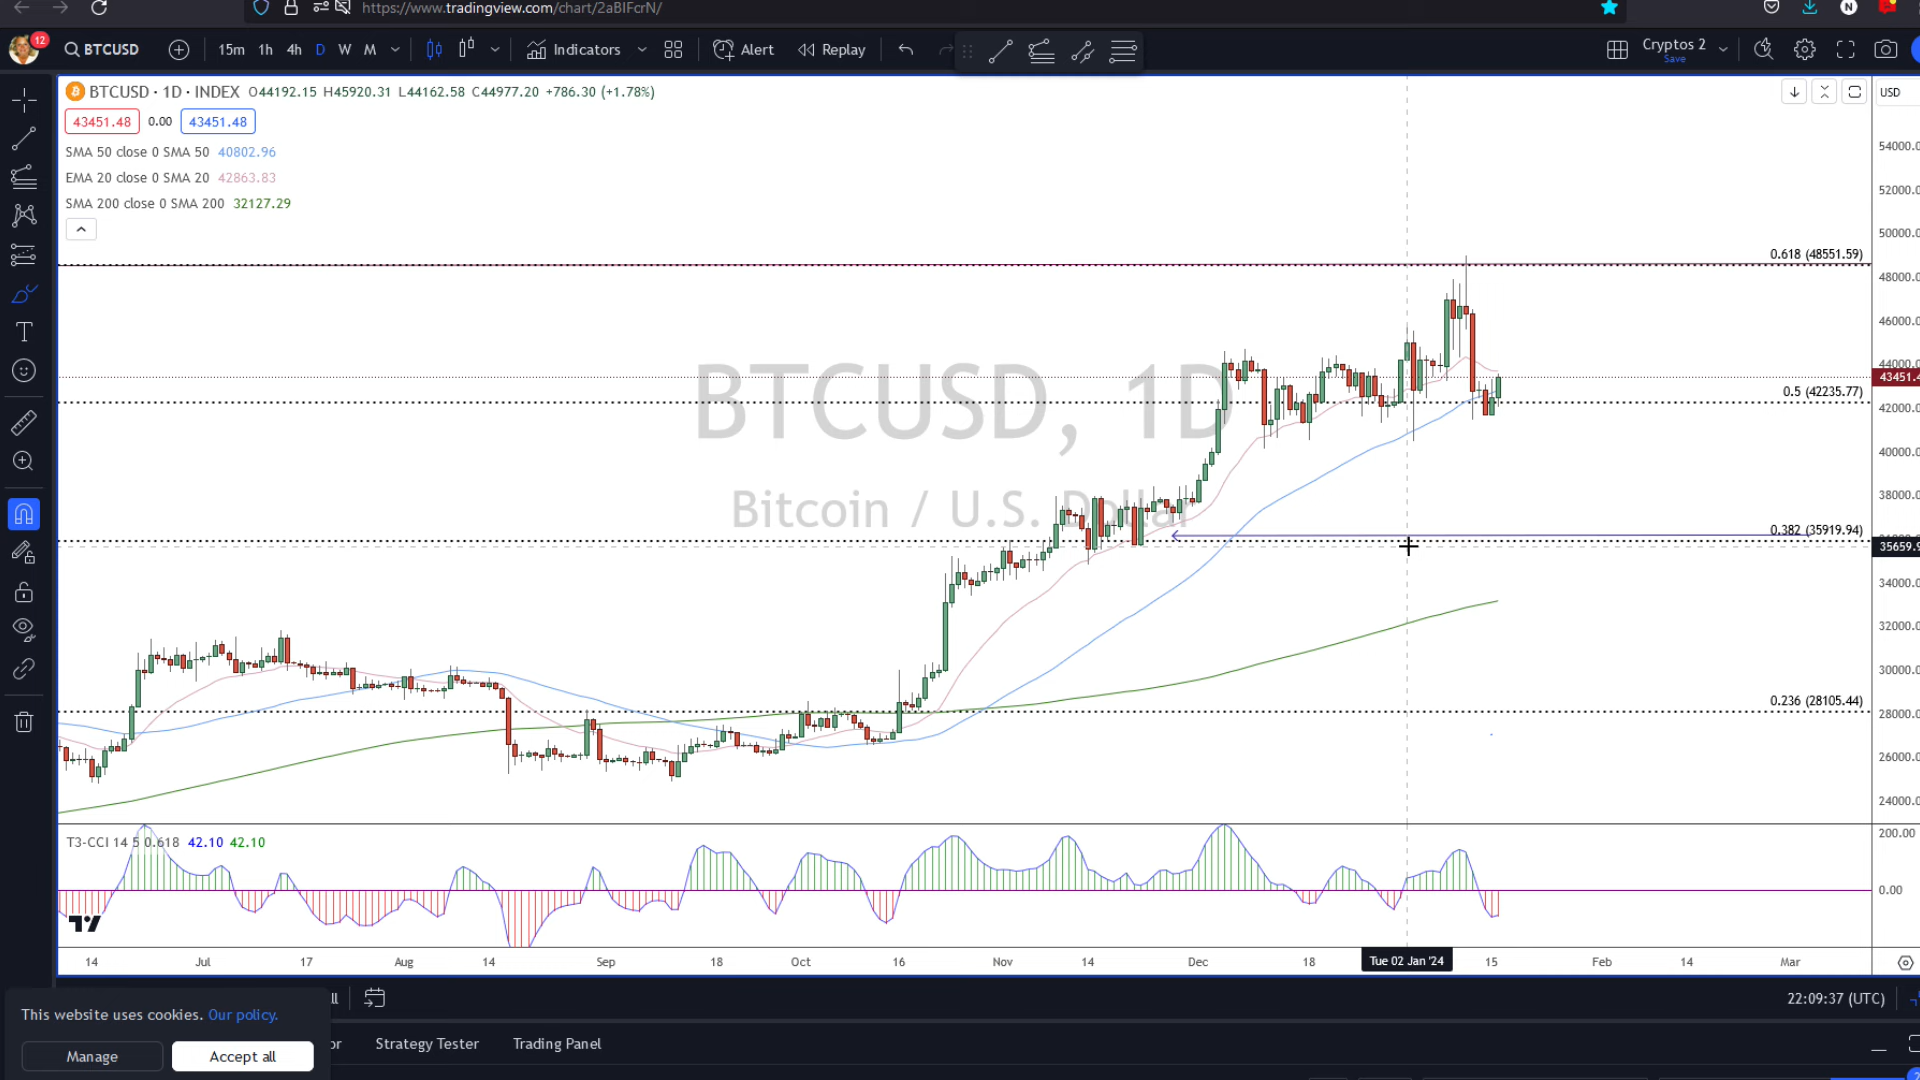 https://www.tradingview.com/chart/2aBIFcrN/
12
BTCUSD 15m 1h 4h D W M Indicators Alert Replay Cryptos 2
Save
BTCUSD · 1D · INDEX O44192.15 H45920.31 L44162.58 C44977.20 +786.30 (+1.78%)
USD
43451.48 0.00 43451.48
SMA 50 close 0 SMA 50 40802.96
EMA 20 close 0 SMA 20 42863.83
SMA 200 close 0 SMA 200 32127.29
54000.0
52000.0
50000.0
0.618 (48551.59)
48000.0
46000.0
44000.0
43451.4
0.5 (42235.77)
42000.0
40000.0
38000.0
BTCUSD, 1D
Bitcoin / U.S. Dollar
0.382 (35919.94)
35659.9
34000.0
32000.0
30000.0
0.236 (28105.44)
28000.0
26000.0
24000.0
T3-CCI 14 5 0.618 42.10 42.10
200.00
0.00
14 Jul 17 Aug 14 Sep 18 Oct 16 Nov 14 Dec 18 Tue 02 Jan '24 15 Feb 14 Mar
22:09:37 (UTC)
This website uses cookies. Our policy.
Manage Accept all
Strategy Tester Trading Panel